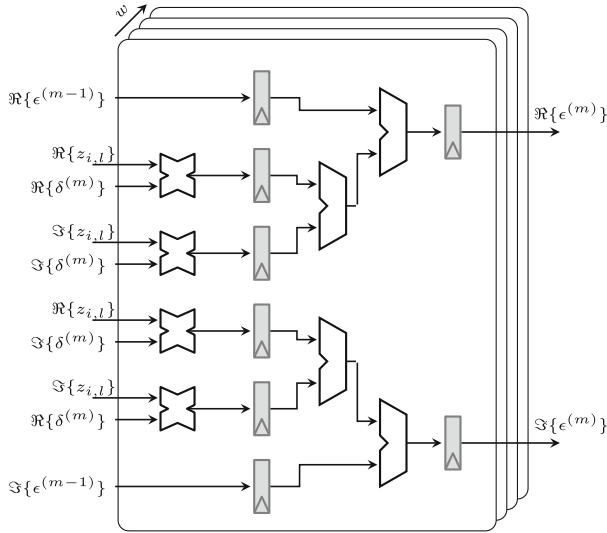 w
ℜ{ϵ^(m−1)}
ℜ{ϵ^(m)}
ℜ{z_i,l}
ℜ{δ^(m)}
ℑ{z_i,l}
ℑ{δ^(m)}
ℜ{z_i,l}
ℑ{δ^(m)}
ℑ{z_i,l}
ℜ{δ^(m)}
ℑ{ϵ^(m)}
ℑ{ϵ^(m−1)}